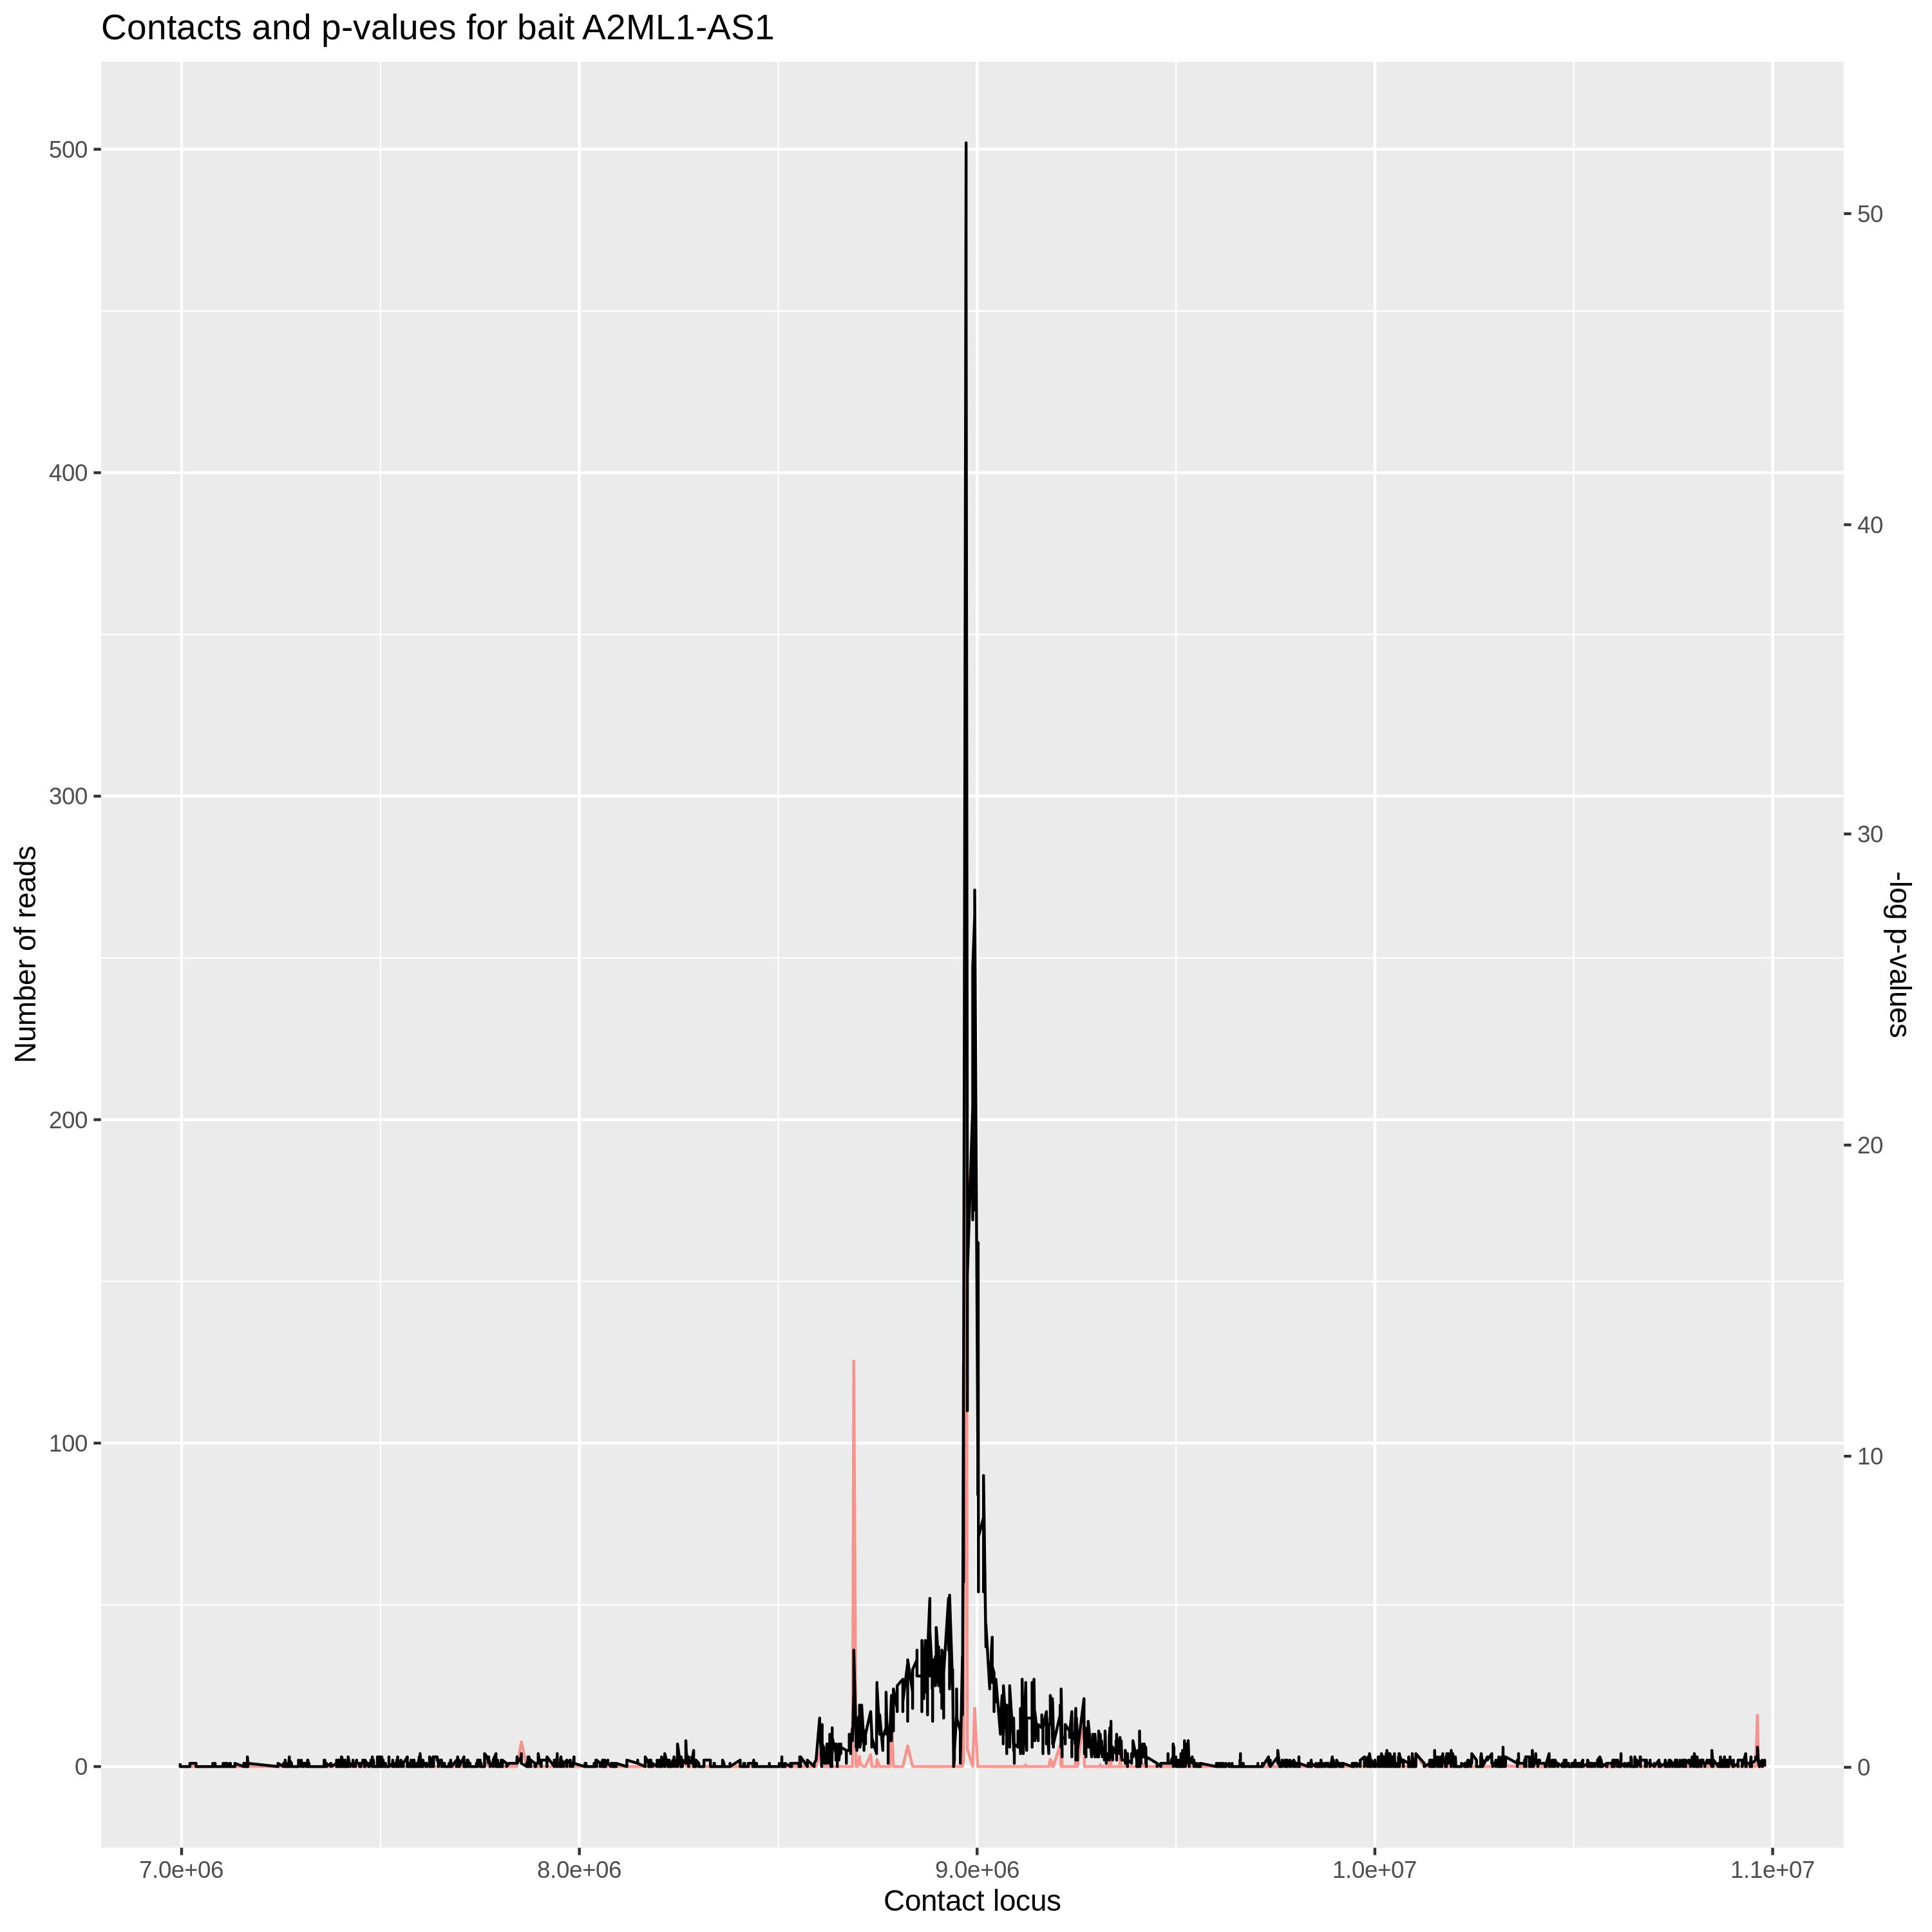 Contacts and p-values for bait A2ML1-AS1
500
400
300
200
100
0
Number of reads
50
40
30
20
10
0
-log p-values
7.0e+06
8.0e+06
9.0e+06
1.0e+07
1.1e+07
Contact locus